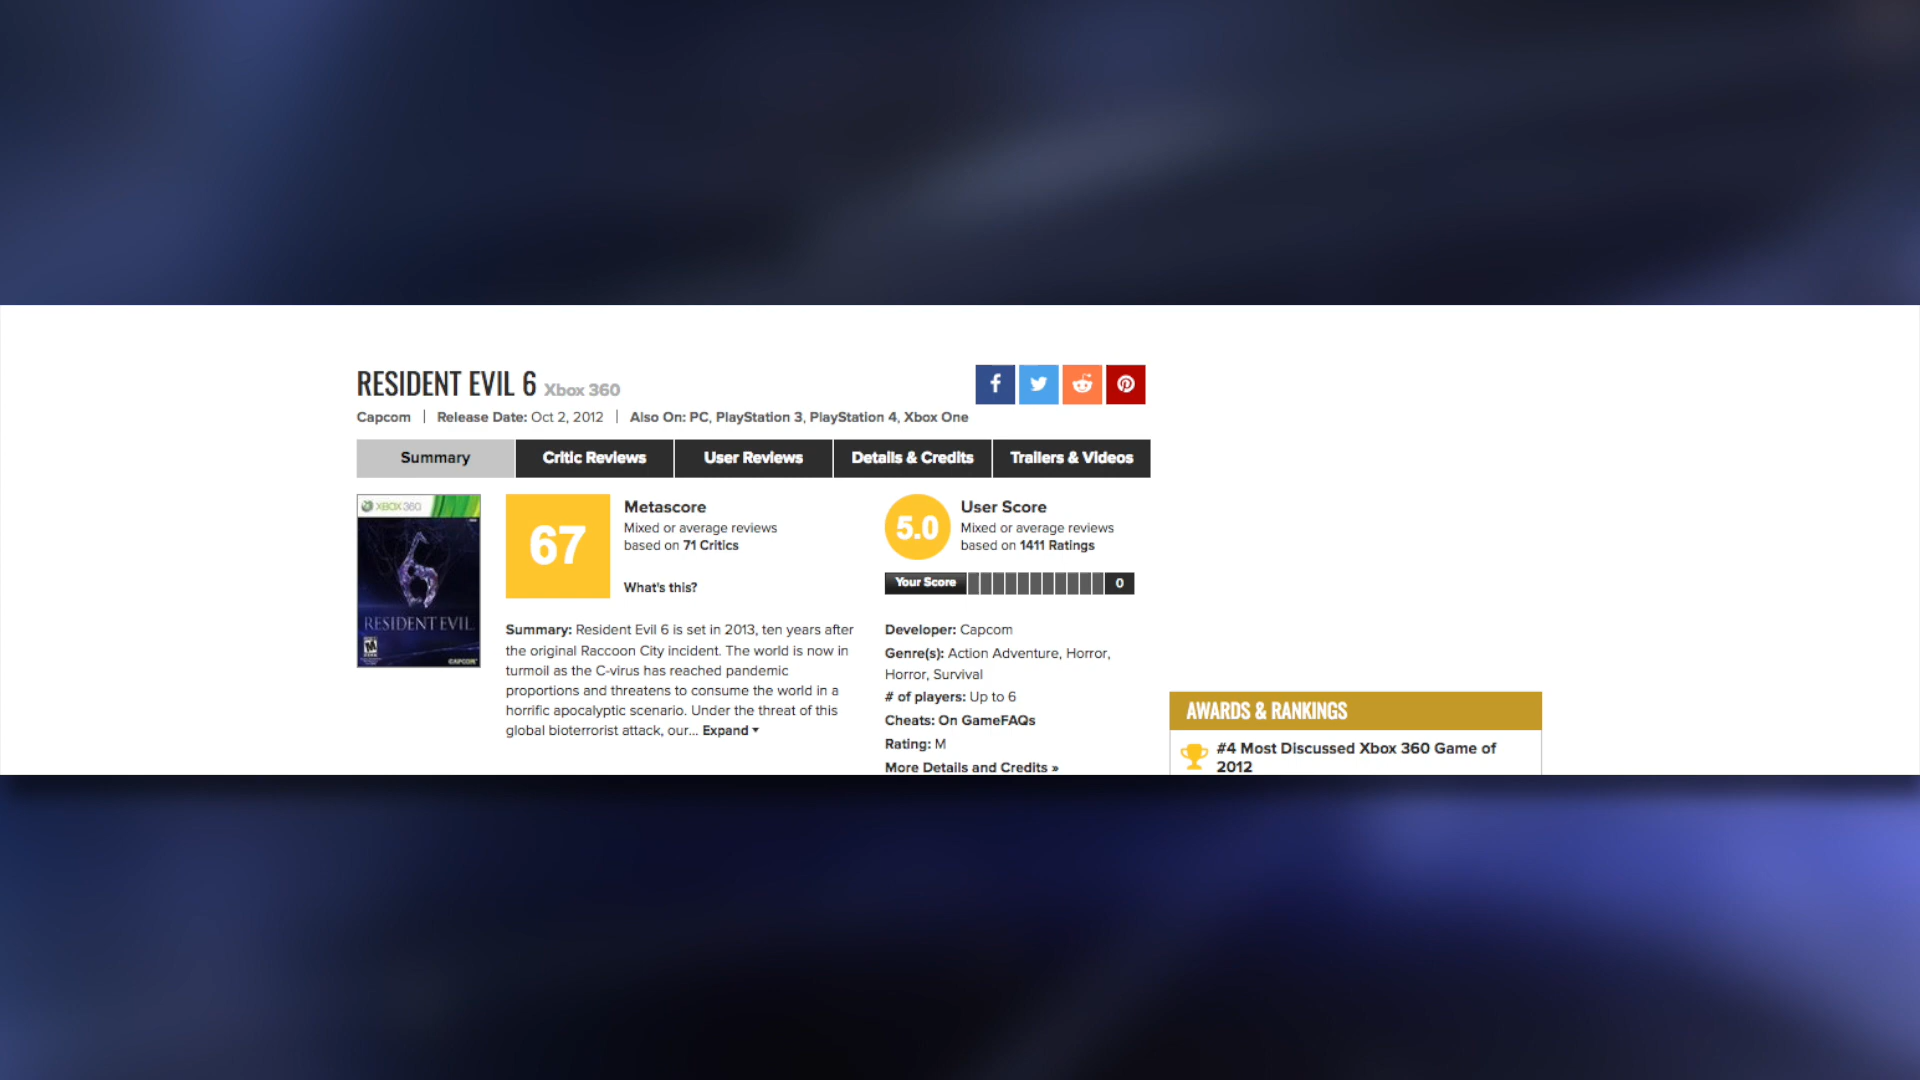 RESIDENT EVIL 6 Xbox 360
Capcom | Release Date: Oct 2, 2012 | Also On: PC, PlayStation 3, PlayStation 4, Xbox One
Summary Critic Reviews User Reviews Details & Credits Trailers & Videos
XBOX 360
RESIDENT EVIL
CAPCOM
67
Metascore
Mixed or average reviews
based on 71 Critics
What's this?
5.0
User Score
Mixed or average reviews
based on 1411 Ratings
Your Score 0
Summary: Resident Evil 6 is set in 2013, ten years after
the original Raccoon City incident. The world is now in
turmoil as the C-virus has reached pandemic
proportions and threatens to consume the world in a
horrific apocalyptic scenario. Under the threat of this
global bioterrorist attack, our... Expand
Developer: Capcom
Genre(s): Action Adventure, Horror,
Horror, Survival
# of players: Up to 6
Cheats: On GameFAQs
Rating: M
More Details and Credits »
AWARDS & RANKINGS
#4 Most Discussed Xbox 360 Game of
2012